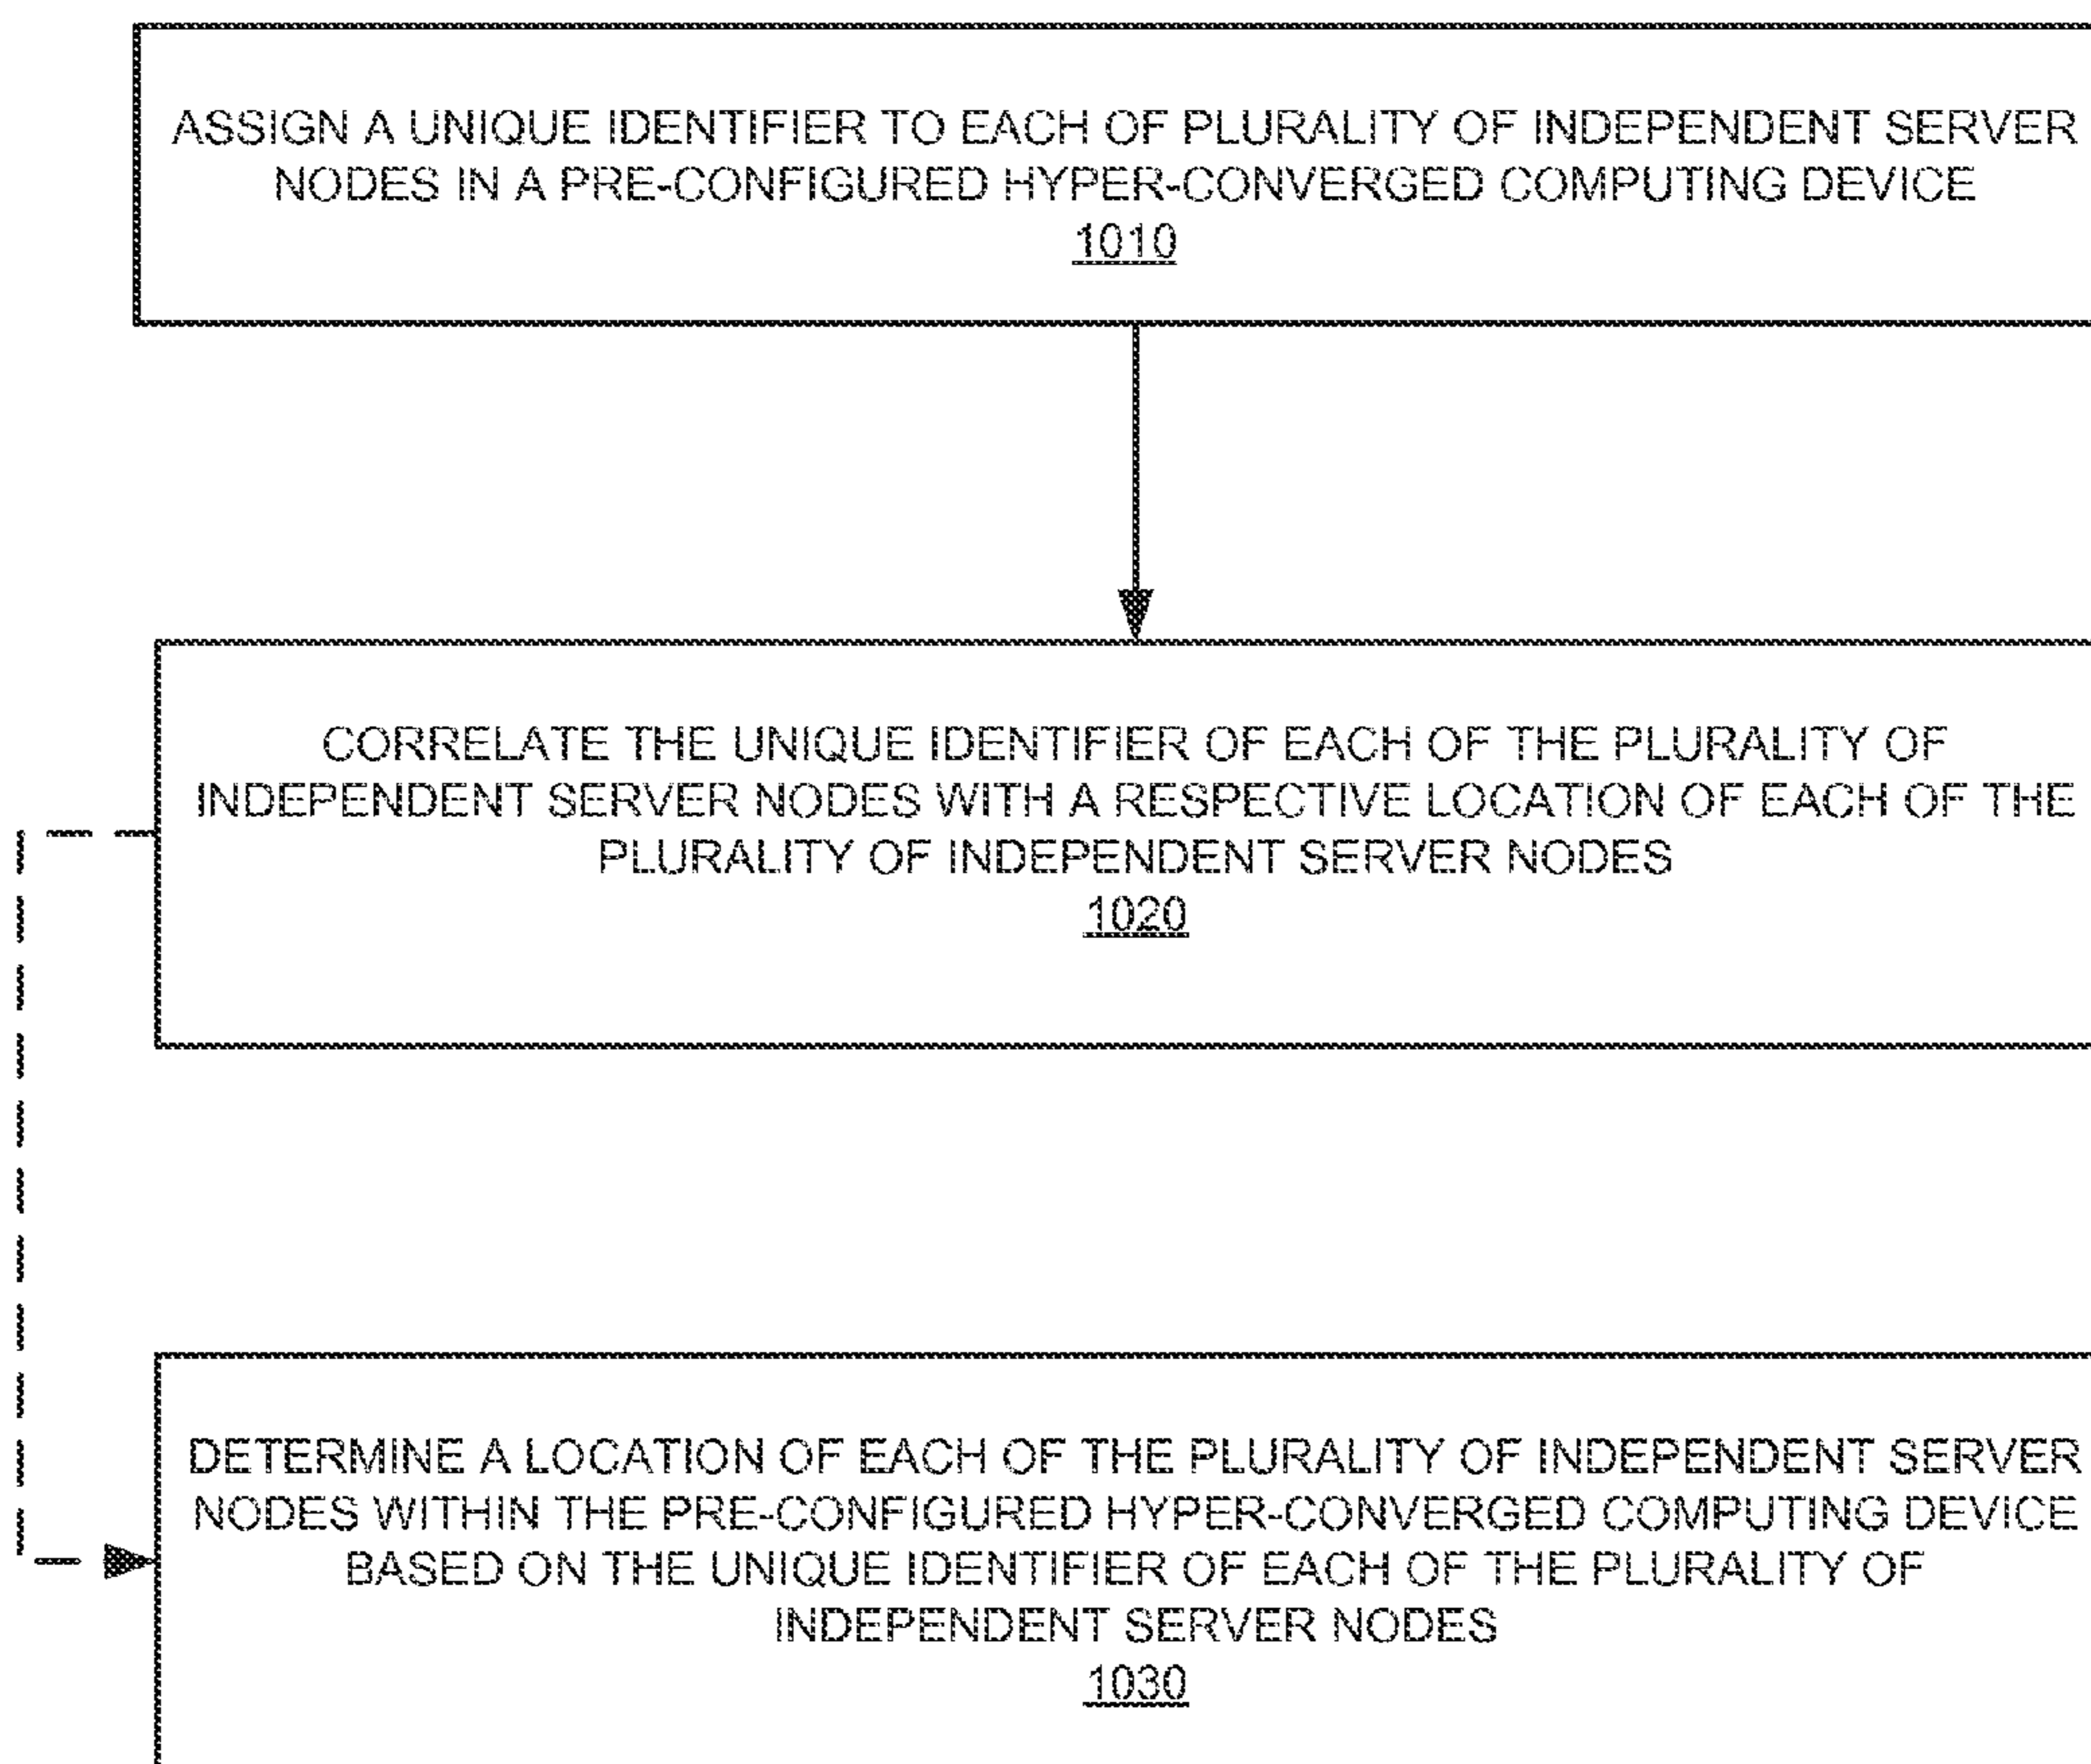 ASSIGN A UNIQUE IDENTIFIER TO EACH OF PLURALITY OF INDEPENDENT SERVER
NODES IN A PRE-CONFIGURED HYPER-CONVERGED COMPUTING DEVICE
1010
CORRELATE THE UNIQUE IDENTIFIER OF EACH OF THE PLURALITY OF
INDEPENDENT SERVER NODES WITH A RESPECTIVE LOCATION OF EACH OF THE
PLURALITY OF INDEPENDENT SERVER NODES
1020
DETERMINE A LOCATION OF EACH OF THE PLURALITY OF INDEPENDENT SERVER
NODES WITHIN THE PRE-CONFIGURED HYPER-CONVERGED COMPUTING DEVICE
BASED ON THE UNIQUE IDENTIFIER OF EACH OF THE PLURALITY OF
INDEPENDENT SERVER NODES
1030